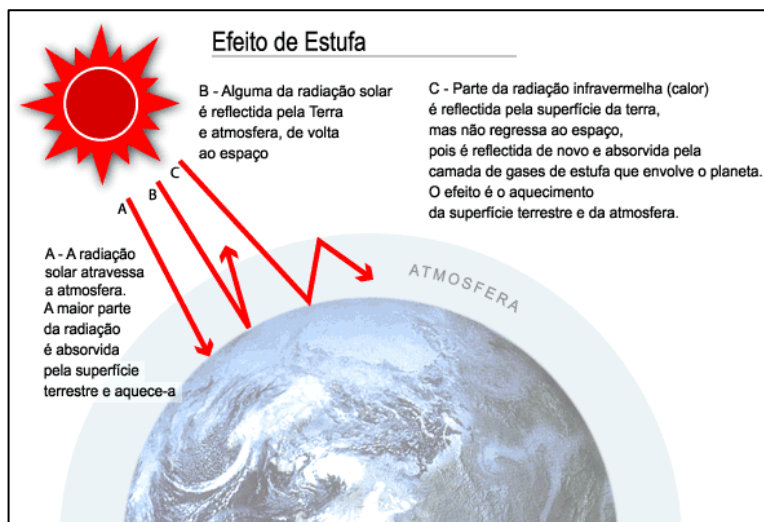 Efeito de Estufa
B - Alguma da radiação solar
é reflectida pela Terra
e atmosfera, de volta
ao espaço
C - Parte da radiação infravermelha (calor)
é reflectida pela superfície da terra,
mas não regressa ao espaço,
pois é reflectida de novo e absorvida pela
camada de gases de estufa que envolve o planeta.
O efeito é o aquecimento
da superfície terrestre e da atmosfera.
C
B
A
A - A radiação
solar atravessa
a atmosfera.
A maior parte
da radiação
é absorvida
pela superfície
terrestre e aquece-a
ATMOSFERA